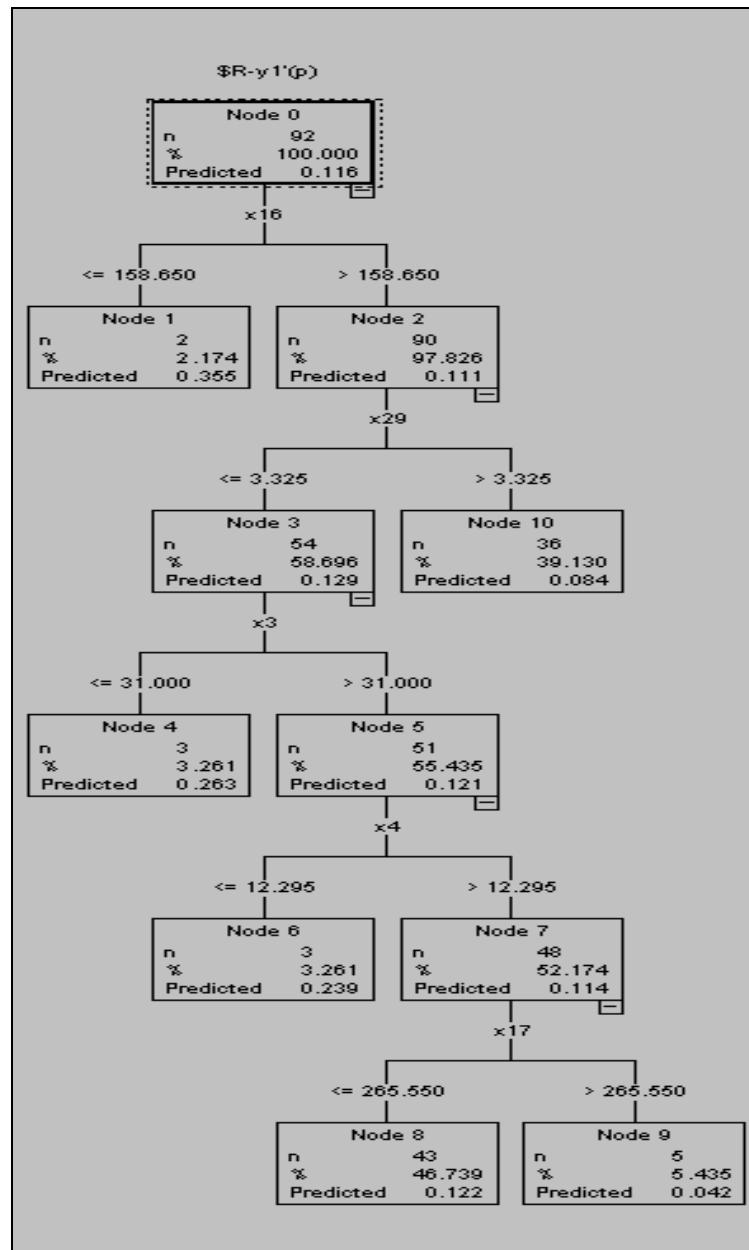 $R-y1'(p)
Node 0
n 92
% 100.000
Predicted 0.116
x16
<= 158.650 > 158.650
Node 1 Node 2
n 2 n 90
% 2.174 % 97.826
Predicted 0.355 Predicted 0.111
x29
<= 3.325 > 3.325
Node 3 Node 10
n 54 n 36
% 58.696 % 39.130
Predicted 0.129 Predicted 0.084
x3
<= 31.000 > 31.000
Node 4 Node 5
n 3 n 51
% 3.261 % 55.435
Predicted 0.263 Predicted 0.121
x4
<= 12.295 > 12.295
Node 6 Node 7
n 3 n 48
% 3.261 % 52.174
Predicted 0.239 Predicted 0.114
x17
<= 265.550 > 265.550
Node 8 Node 9
n 43 n 5
% 46.739 % 5.435
Predicted 0.122 Predicted 0.042